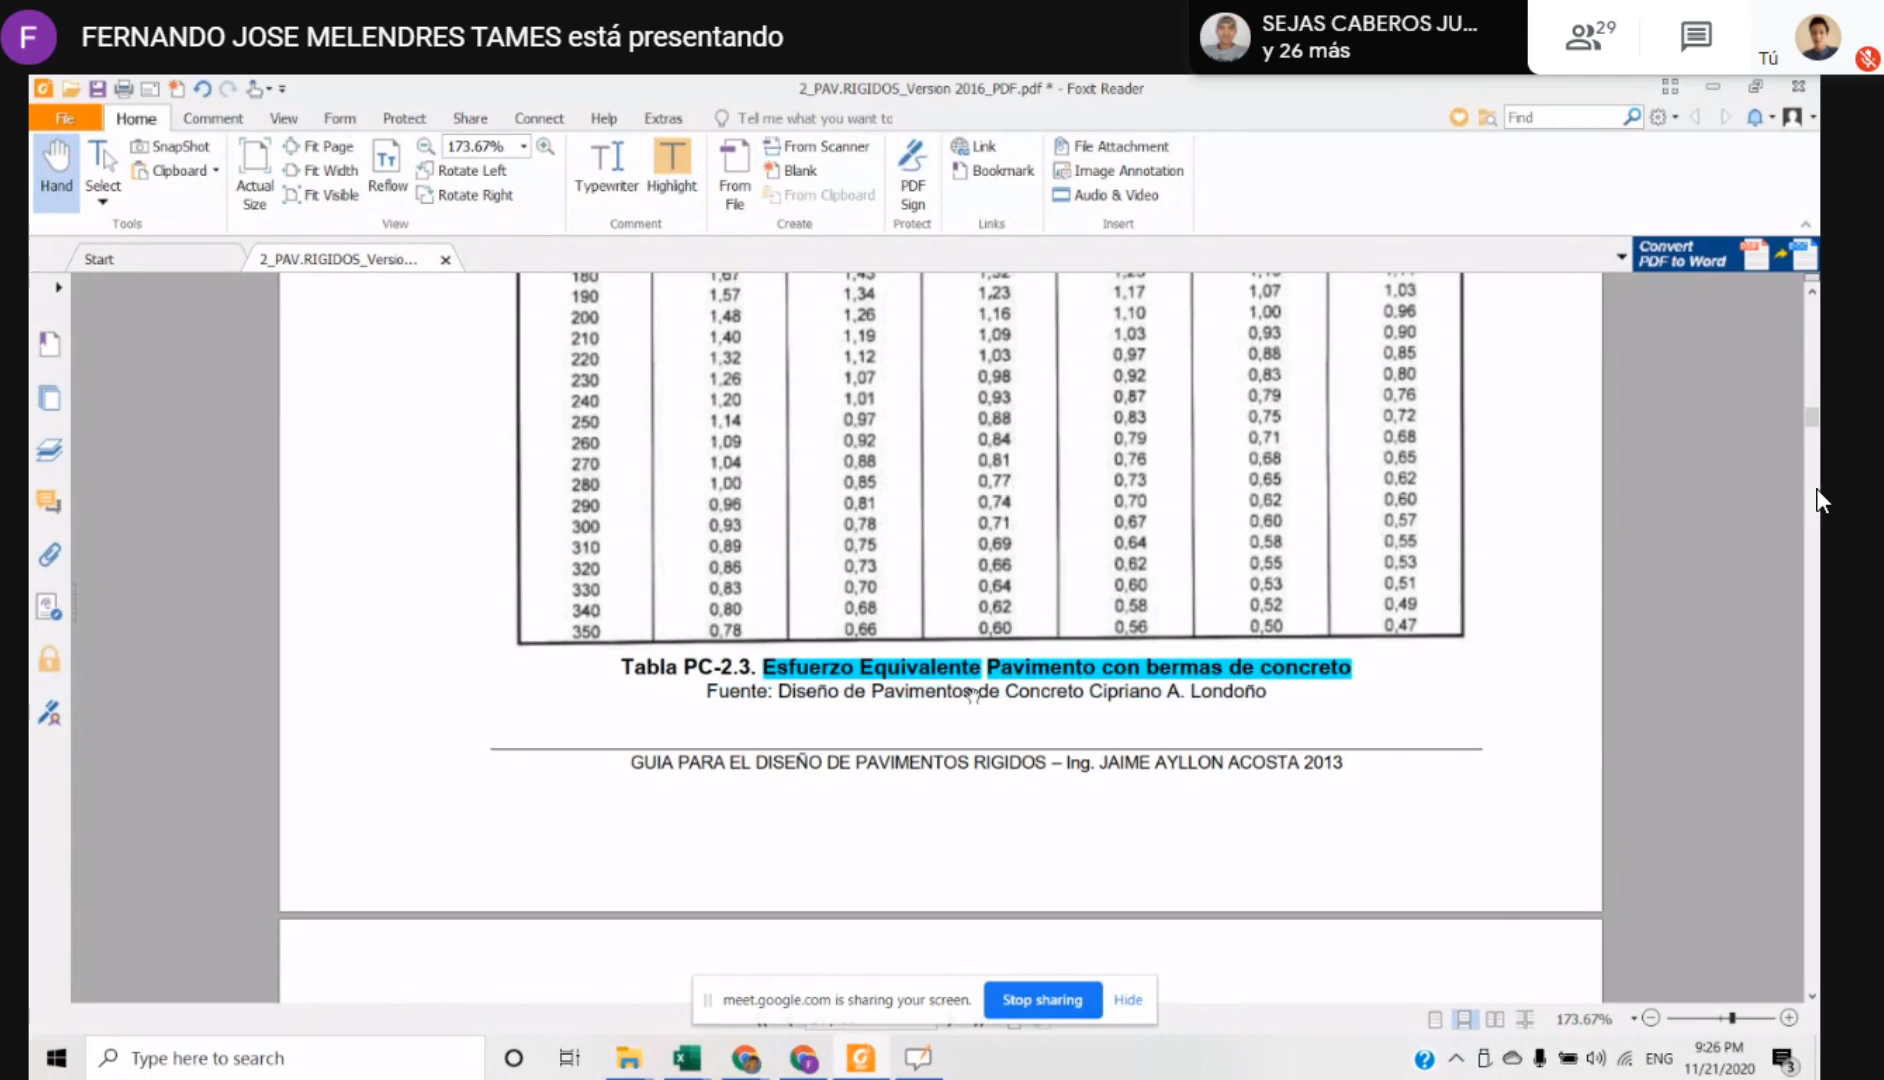 F
FERNANDO JOSE MELENDRES TAMES está presentando
SEJAS CABEROS JU...
y 26 más
29
Tú
2_PAV.RIGIDOS_Version 2016_PDF.pdf * - Foxit Reader
File Home Comment View Form Protect Share Connect Help Extras Tell me what you want to Find
Hand
Select
SnapShot
Clipboard
Tools
Actual Size
Fit Page
Fit Width
Fit Visible
Reflow
173.67%
Rotate Left
Rotate Right
View
Typewriter
Highlight
Comment
From File
From Scanner
Blank
From Clipboard
Create
PDF Sign
Protect
Link
Bookmark
Links
File Attachment
Image Annotation
Audio & Video
Insert
Start
2_PAV.RIGIDOS_Versio...
Convert
PDF to Word
180 1,67 1,43 1,32
190 1,57 1,34 1,23 1,17 1,07 1,03
200 1,48 1,26 1,16 1,10 1,00 0,96
210 1,40 1,19 1,09 1,03 0,93 0,90
220 1,32 1,12 1,03 0,97 0,88 0,85
230 1,26 1,07 0,98 0,92 0,83 0,80
240 1,20 1,01 0,93 0,87 0,79 0,76
250 1,14 0,97 0,88 0,83 0,75 0,72
260 1,09 0,92 0,84 0,79 0,71 0,68
270 1,04 0,88 0,81 0,76 0,68 0,65
280 1,00 0,85 0,77 0,73 0,65 0,62
290 0,96 0,81 0,74 0,70 0,62 0,60
300 0,93 0,78 0,71 0,67 0,60 0,57
310 0,89 0,75 0,69 0,64 0,58 0,55
320 0,86 0,73 0,66 0,62 0,55 0,53
330 0,83 0,70 0,64 0,60 0,53 0,51
340 0,80 0,68 0,62 0,58 0,52 0,49
350 0,78 0,66 0,60 0,56 0,50 0,47
Tabla PC-2.3. Esfuerzo Equivalente Pavimento con bermas de concreto
Fuente: Diseño de Pavimentos de Concreto Cipriano A. Londoño
GUIA PARA EL DISEÑO DE PAVIMENTOS RIGIDOS – Ing. JAIME AYLLON ACOSTA 2013
meet.google.com is sharing your screen. Stop sharing Hide
173.67%
Type here to search
ENG
9:26 PM
11/21/2020
3